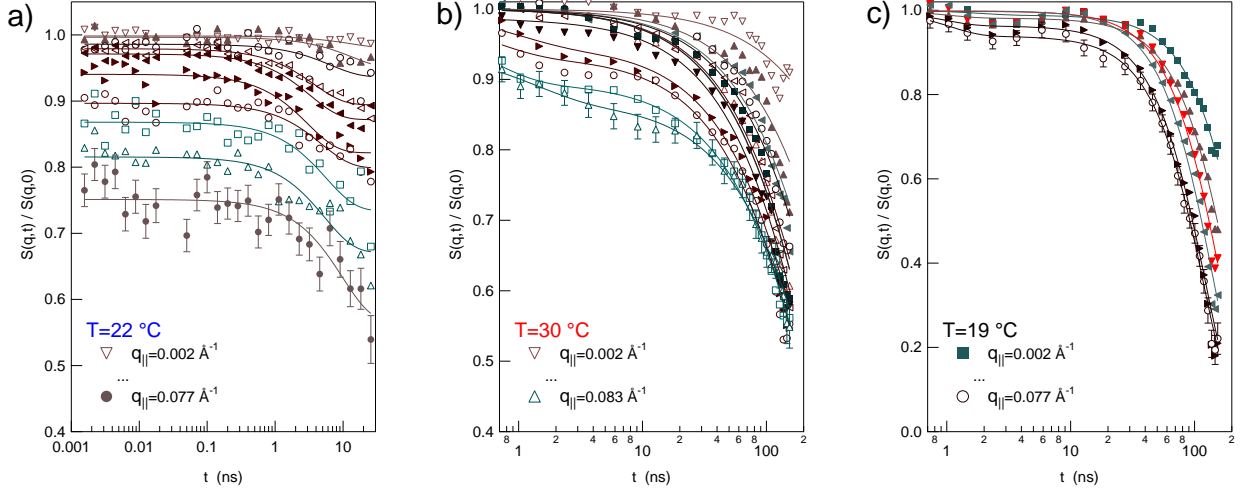 a)
S(q,t) / S(q,0)
1.0
0.9
0.8
0.7
0.6
0.5
0.4
T=22 °C
q||=0.002 Å-1
...
q||=0.077 Å-1
0.001
0.01
0.1
1
10
t (ns)
b)
S(q,t) / S(q,0)
1.0
0.9
0.8
0.7
0.6
0.5
0.4
T=30 °C
q||=0.002 Å-1
...
q||=0.083 Å-1
8 2 4 6 8 2 4 6 8 2
1 10 100
t (ns)
c)
S(q,t) / S(q,0)
1.0
0.8
0.6
0.4
0.2
0.0
T=19 °C
q||=0.002 Å-1
...
q||=0.077 Å-1
8 2 4 6 8 2 4 6 8 2
1 10 100
t (ns)